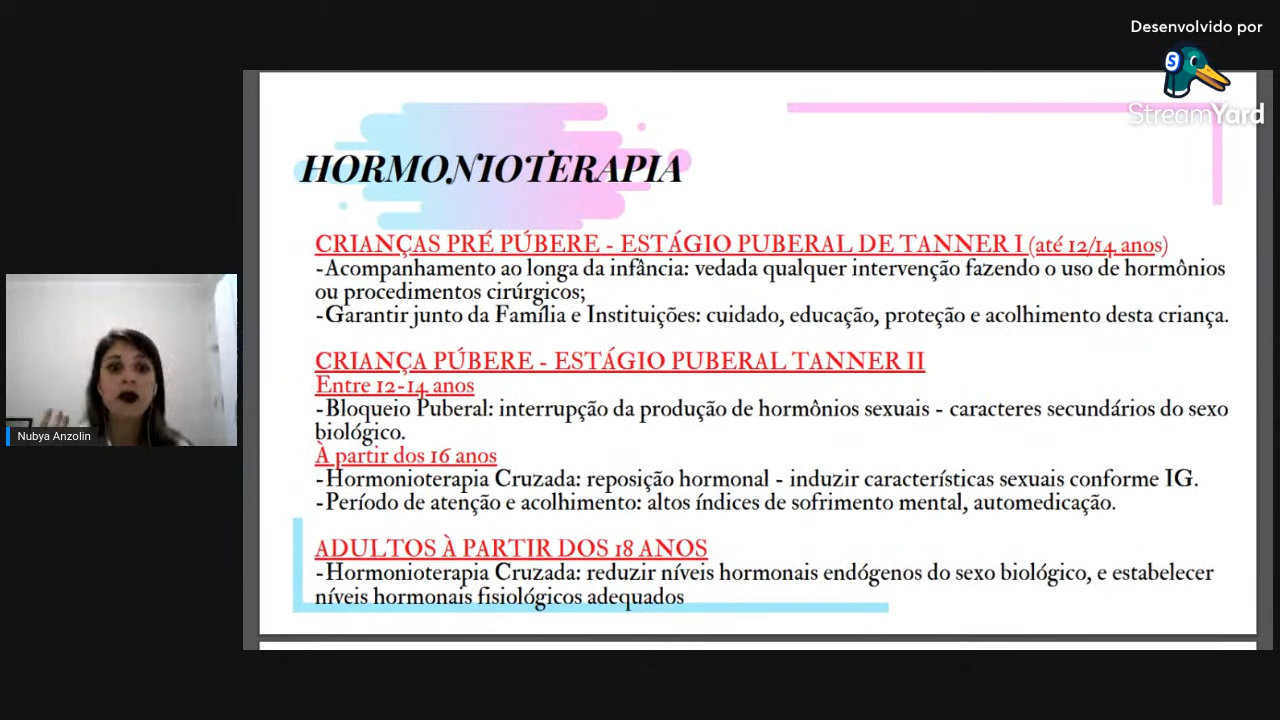 Desenvolvido por
StreamYard
HORMONIOTERAPIA
CRIANÇAS PRÉ PÚBERE - ESTÁGIO PUBERAL DE TANNER I (até 12/14 anos)
-Acompanhamento ao longa da infância: vedada qualquer intervenção fazendo o uso de hormônios
ou procedimentos cirúrgicos;
-Garantir junto da Família e Instituições: cuidado, educação, proteção e acolhimento desta criança.
CRIANÇA PÚBERE - ESTÁGIO PUBERAL TANNER II
Entre 12-14 anos
-Bloqueio Puberal: interrupção da produção de hormônios sexuais - caracteres secundários do sexo
biológico.
À partir dos 16 anos
-Hormonioterapia Cruzada: reposição hormonal - induzir características sexuais conforme IG.
-Período de atenção e acolhimento: altos índices de sofrimento mental, automedicação.
ADULTOS À PARTIR DOS 18 ANOS
-Hormonioterapia Cruzada: reduzir níveis hormonais endógenos do sexo biológico, e estabelecer
níveis hormonais fisiológicos adequados
Nubya Anzolin